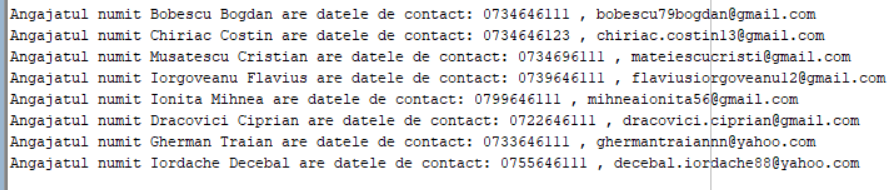 Angajatul numit Bobescu Bogdan are datele de contact: 0734646111 , bobescu79bogdan@gmail.com
Angajatul numit Chiriac Costin are datele de contact: 0734646123 , chiriac.costin13@gmail.com
Angajatul numit Musatescu Cristian are datele de contact: 0734696111 , mateiescucristi@gmail.com
Angajatul numit Iorgoveanu Flavius are datele de contact: 0739646111 , flaviusiorgoveanu12@gmail.com
Angajatul numit Ionita Mihnea are datele de contact: 0799646111 , mihneaionita56@gmail.com
Angajatul numit Dracovici Ciprian are datele de contact: 0722646111 , dracovici.ciprian@gmail.com
Angajatul numit Gherman Traian are datele de contact: 0733646111 , ghermantraiannn@yahoo.com
Angajatul numit Iordache Decebal are datele de contact: 0755646111 , decebal.iordache88@yahoo.com